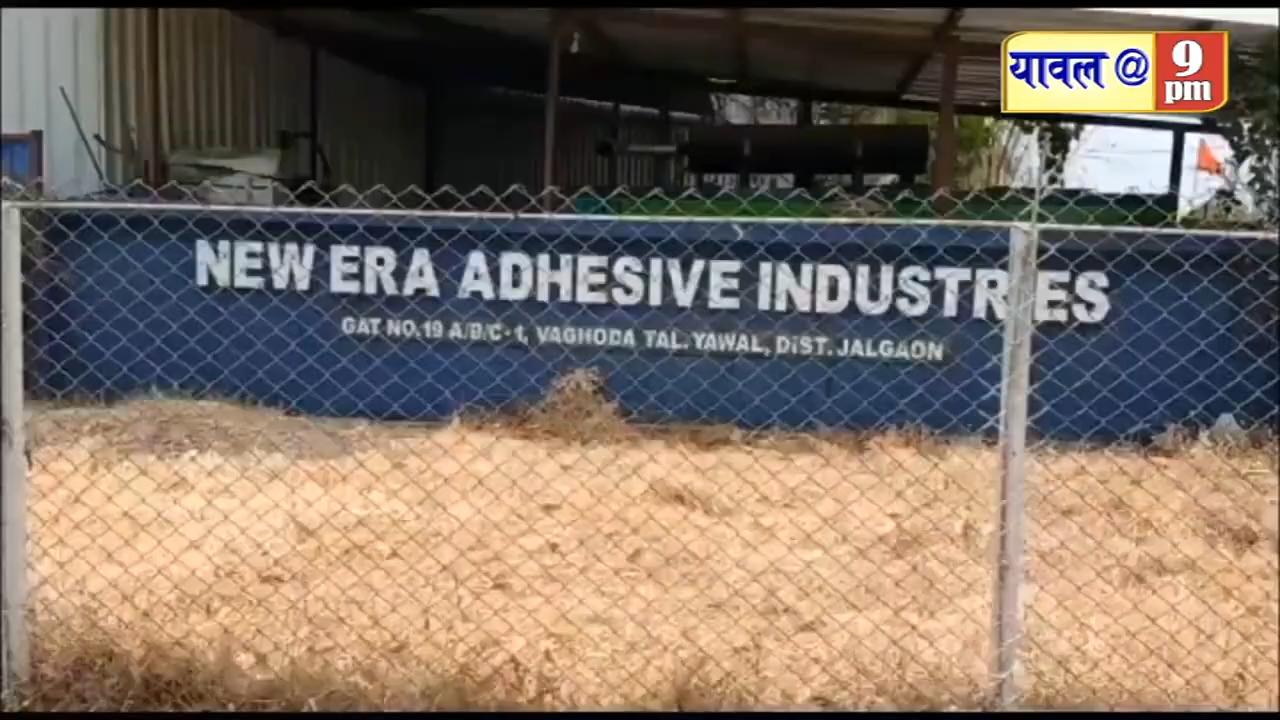 यावल @ 9 pm
NEW ERA ADHESIVE INDUSTRIES
GAT NO.19 A/B/C-1, VAGHODA TAL. YAWAL, DIST. JALGAON